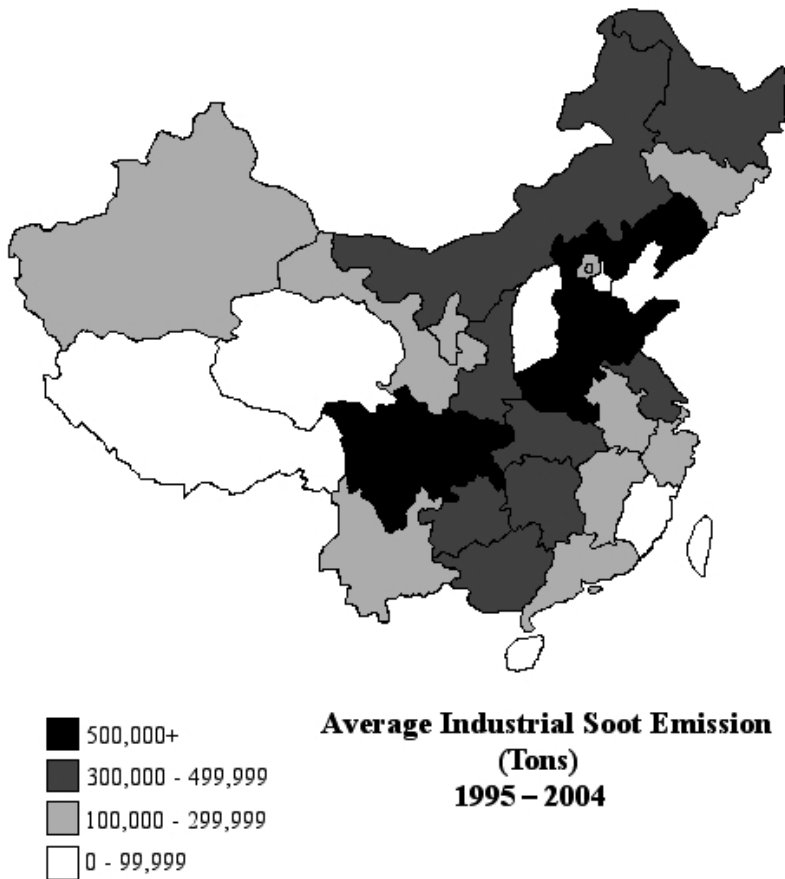 500,000+
300,000 - 499,999
100,000 - 299,999
0 - 99,999
Average Industrial Soot Emission
(Tons)
1995 – 2004